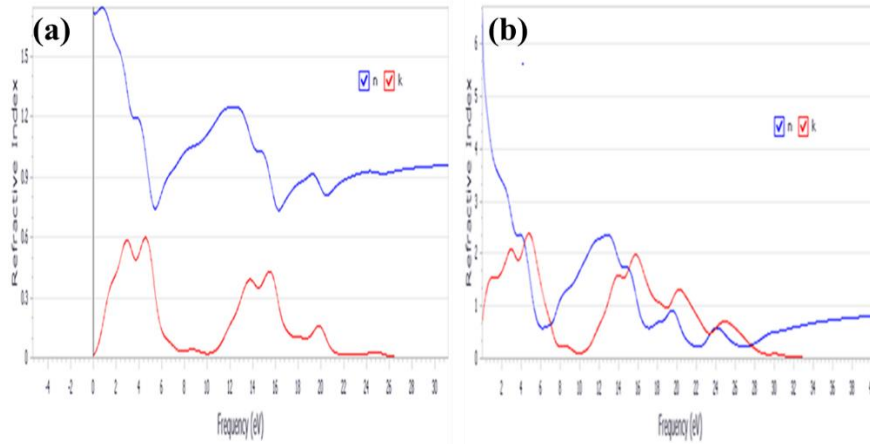 (a)
(b)
Refractive Index
1.5
1.2
0.9
0.6
0.3
0
n k
-4 -2 0 2 4 6 8 10 12 14 16 18 20 22 24 26 28 30
Frequency (eV)
Refractive Index
6
5
4
3
2
1
0
n k
2 4 6 8 10 12 14 16 18 20 22 24 26 28 30 32 34 36 38
Frequency (eV)